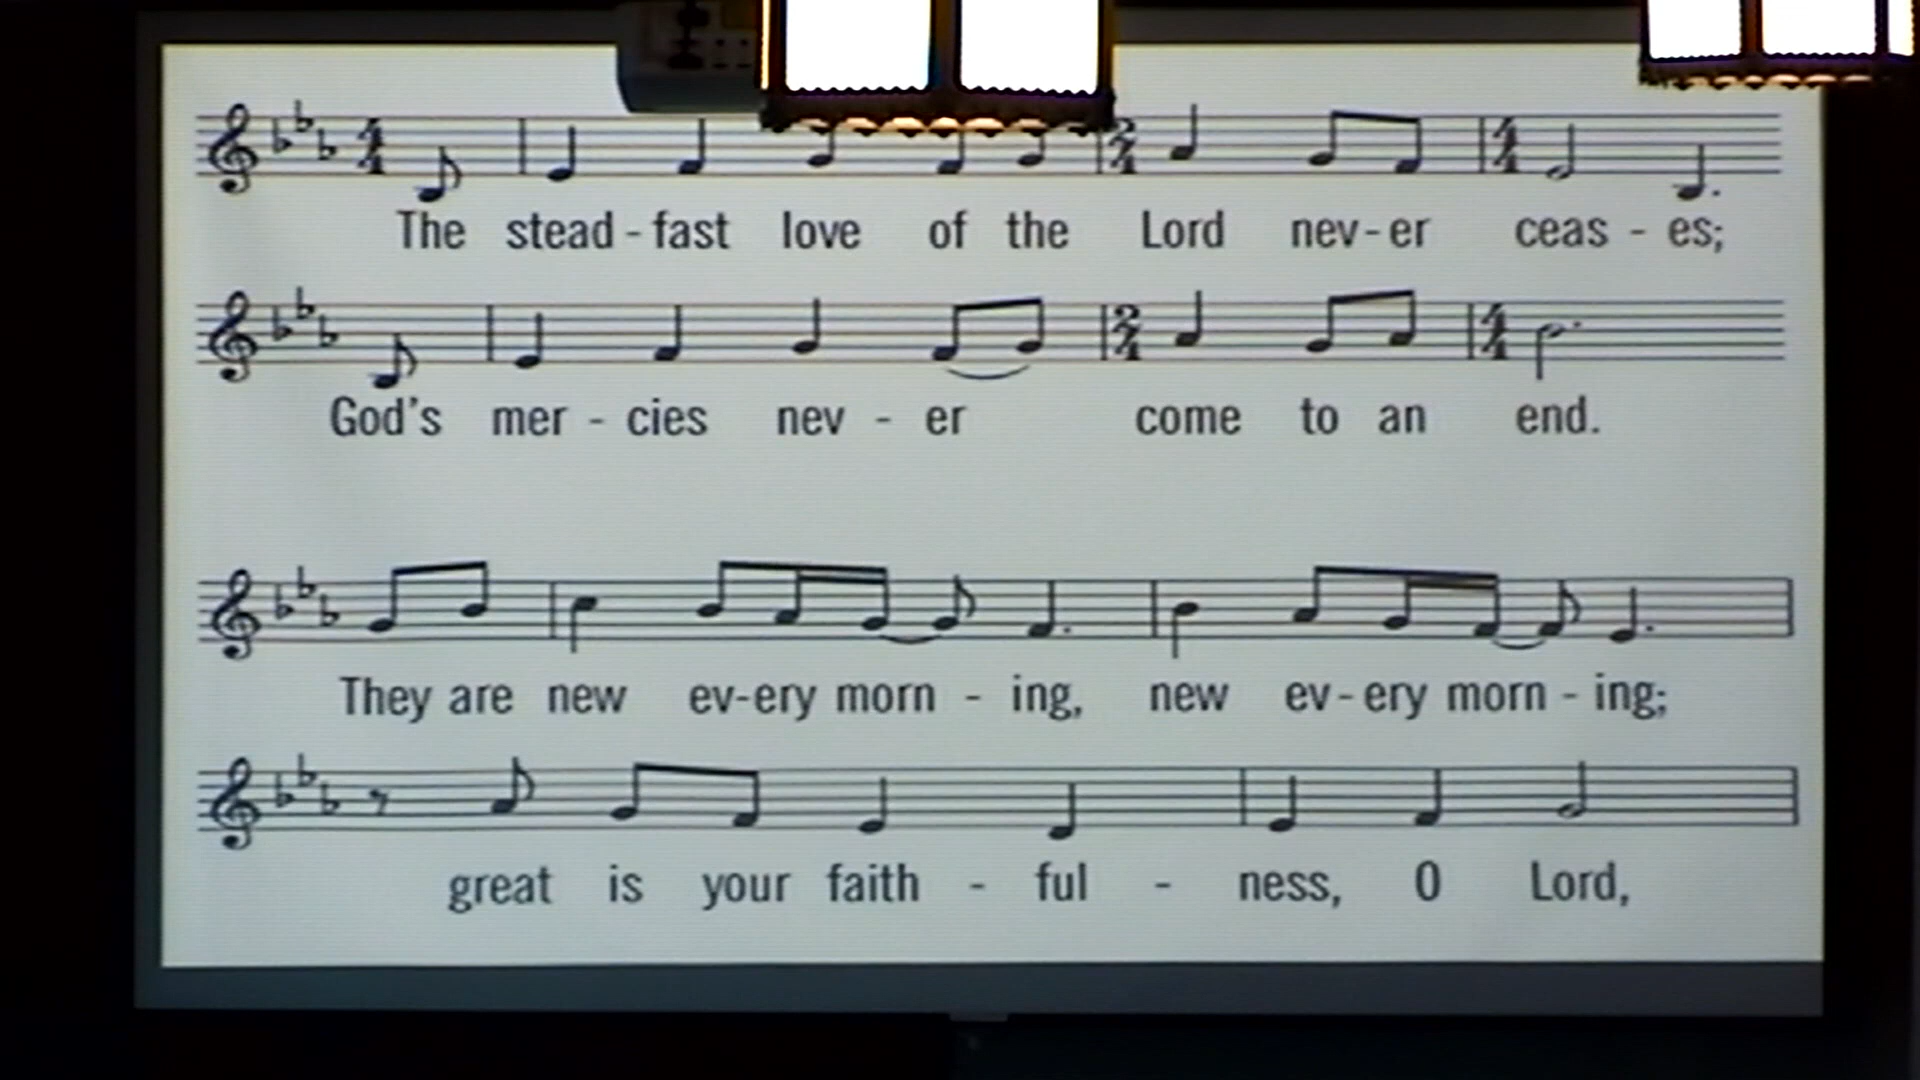 The stead - fast love of the Lord nev - er ceas - es;
God's mer - cies nev - er come to an end.
They are new ev - ery morn - ing, new ev - ery morn - ing;
great is your faith - ful - ness, O Lord,